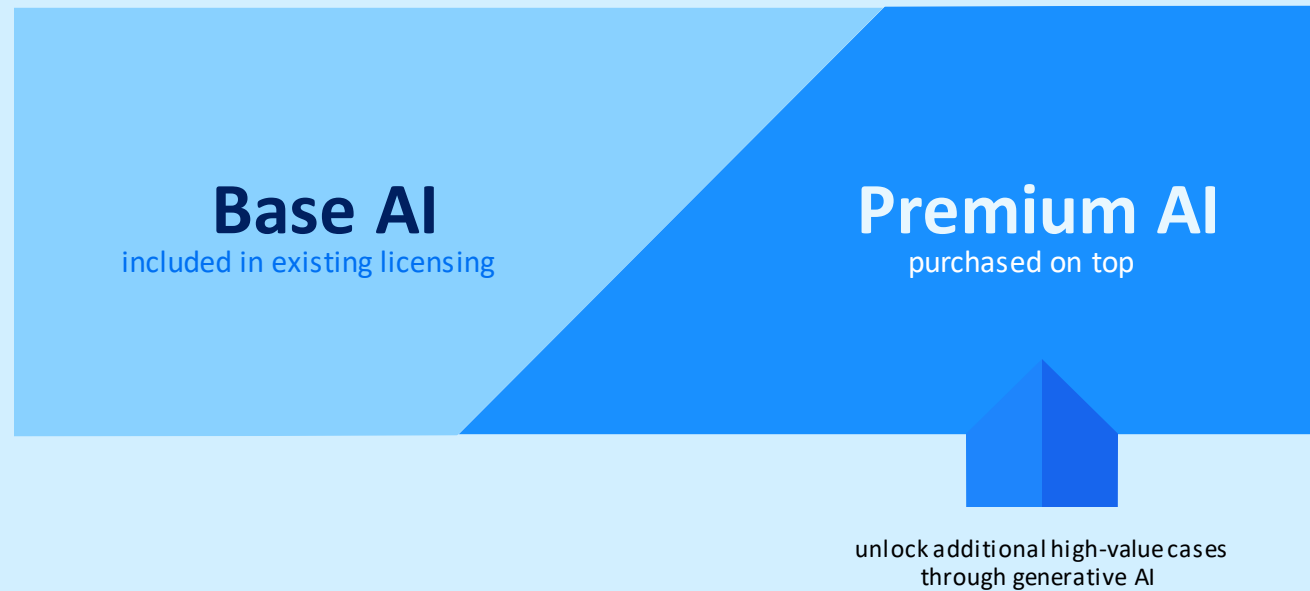 Base AI
included in existing licensing
Premium AI
purchased on top
unlock additional high-value cases
through generative AI